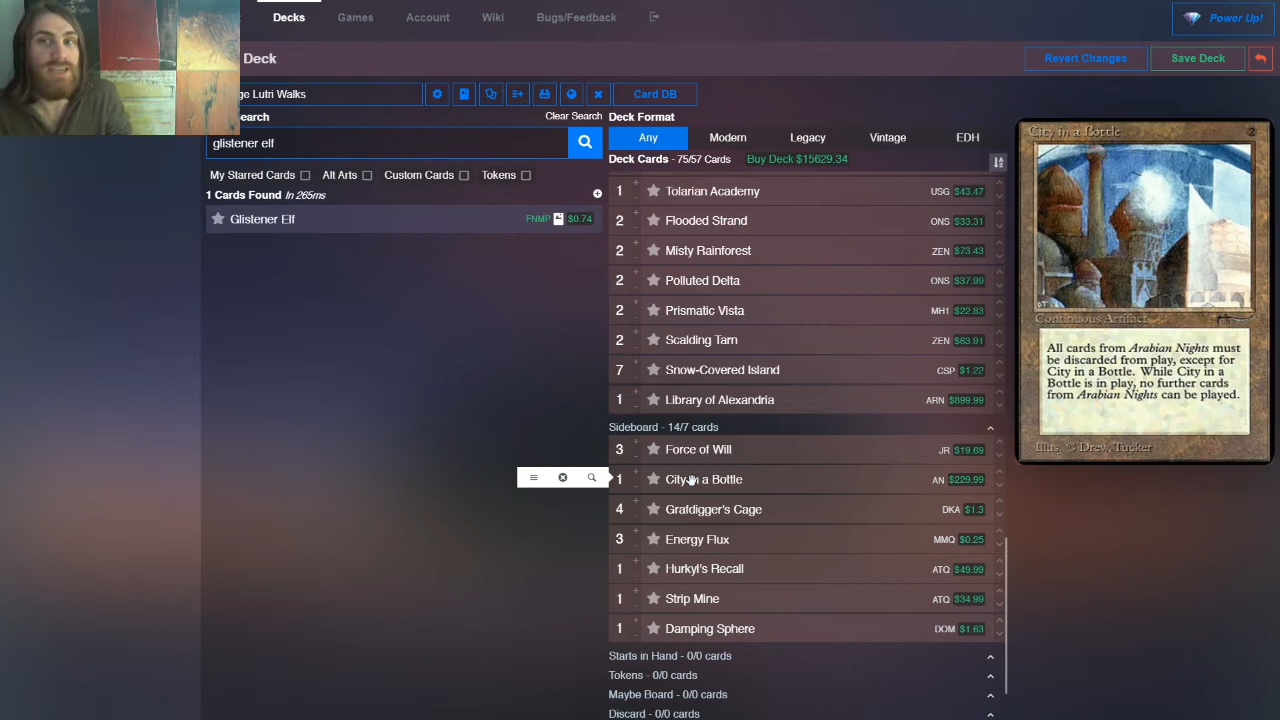 Decks Games Account Wiki Bugs/Feedback Power Up!
Deck Revert Changes Save Deck
ge Lutri Walks Card DB
Search Clear Search Deck Format
glistener elf Any Modern Legacy Vintage EDH
Deck Cards - 75/57 Cards Buy Deck $15629.34
My Starred Cards Alt Arts Custom Cards Tokens
1 Cards Found In 265ms
Glistener Elf FNMP $0.74
1 Tolarian Academy USG $43.47
2 Flooded Strand ONS $33.31
2 Misty Rainforest ZEN $73.43
2 Polluted Delta ONS $37.99
2 Prismatic Vista MH1 $22.83
2 Scalding Tarn ZEN $63.91
7 Snow-Covered Island CSP $1.22
1 Library of Alexandria ARN $899.99
Sideboard - 14/7 cards
3 Force of Will JR $19.69
1 City in a Bottle AN $229.99
4 Grafdigger's Cage DKA $1.3
3 Energy Flux MMQ $0.25
1 Hurkyl's Recall ATQ $49.99
1 Strip Mine ATQ $34.99
1 Damping Sphere DOM $1.63
Starts in Hand - 0/0 cards
Tokens - 0/0 cards
Maybe Board - 0/0 cards
Discard - 0/0 cards
City in a Bottle 2
Continuous Artifact
All cards from Arabian Nights must
be discarded from play, except for
City in a Bottle. While City in a
Bottle is in play, no further cards
from Arabian Nights can be played.
Illus. © Drew Tucker